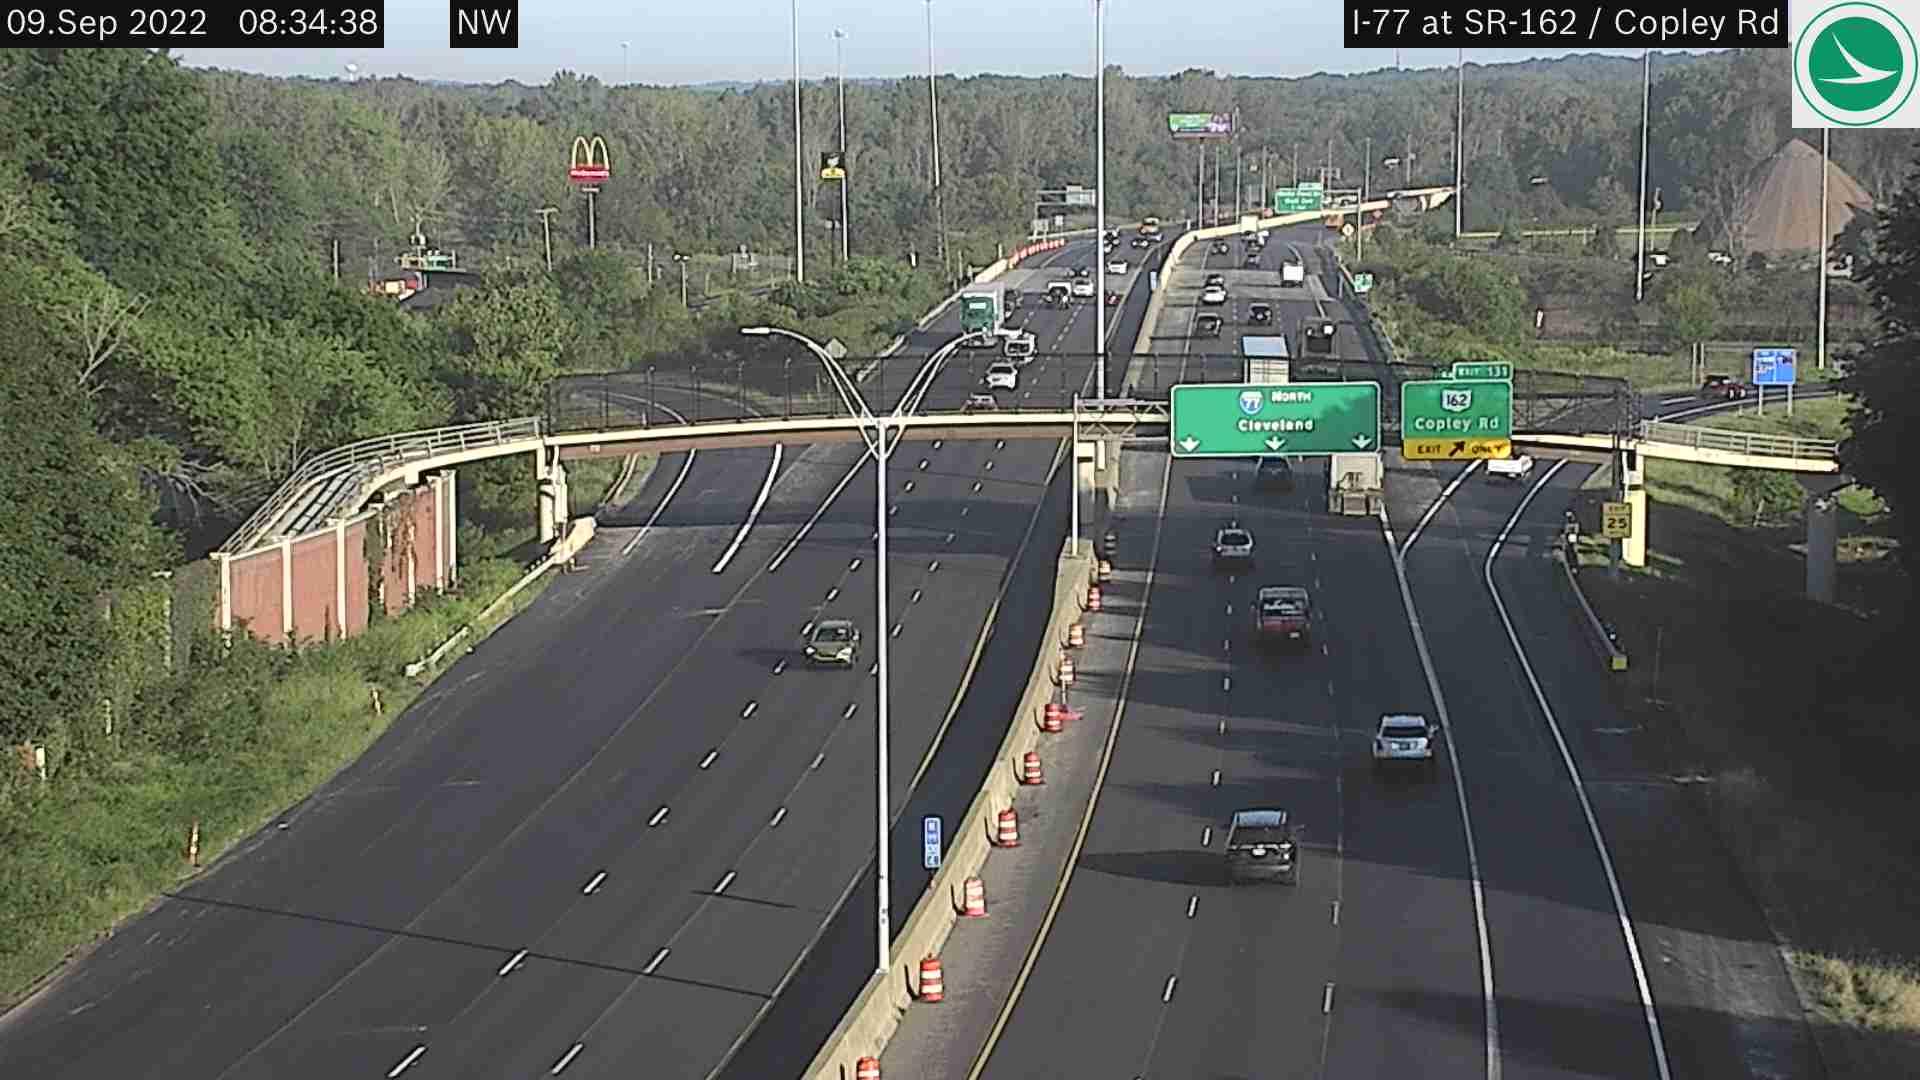 09.Sep 2022 08:34:38
NW
I-77 at SR-162 / Copley Rd
McDonald's
77 NORTH
Cleveland
EXIT 131
162
Copley Rd
EXIT ONLY
25